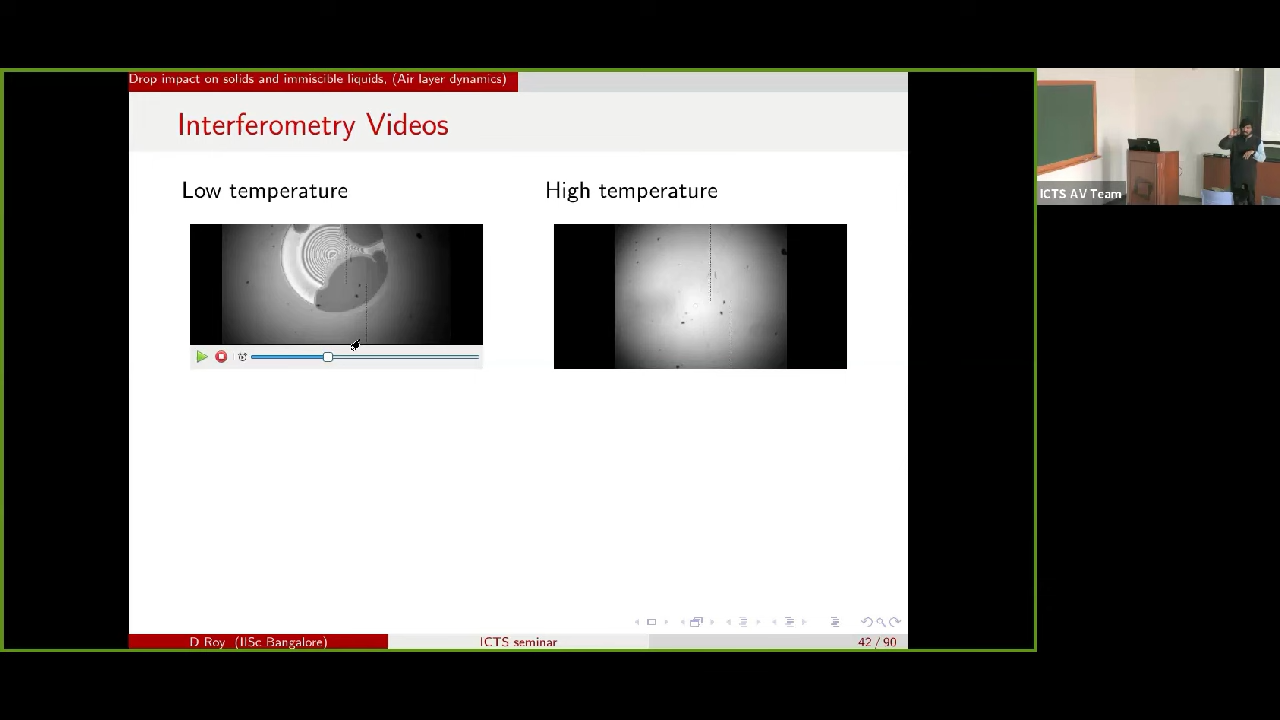 Drop impact on solids and immiscible liquids, (Air layer dynamics)
Interferometry Videos
Low temperature
High temperature
ICTS AV Team
D Roy (IISc Bangalore)
ICTS seminar
42 / 90